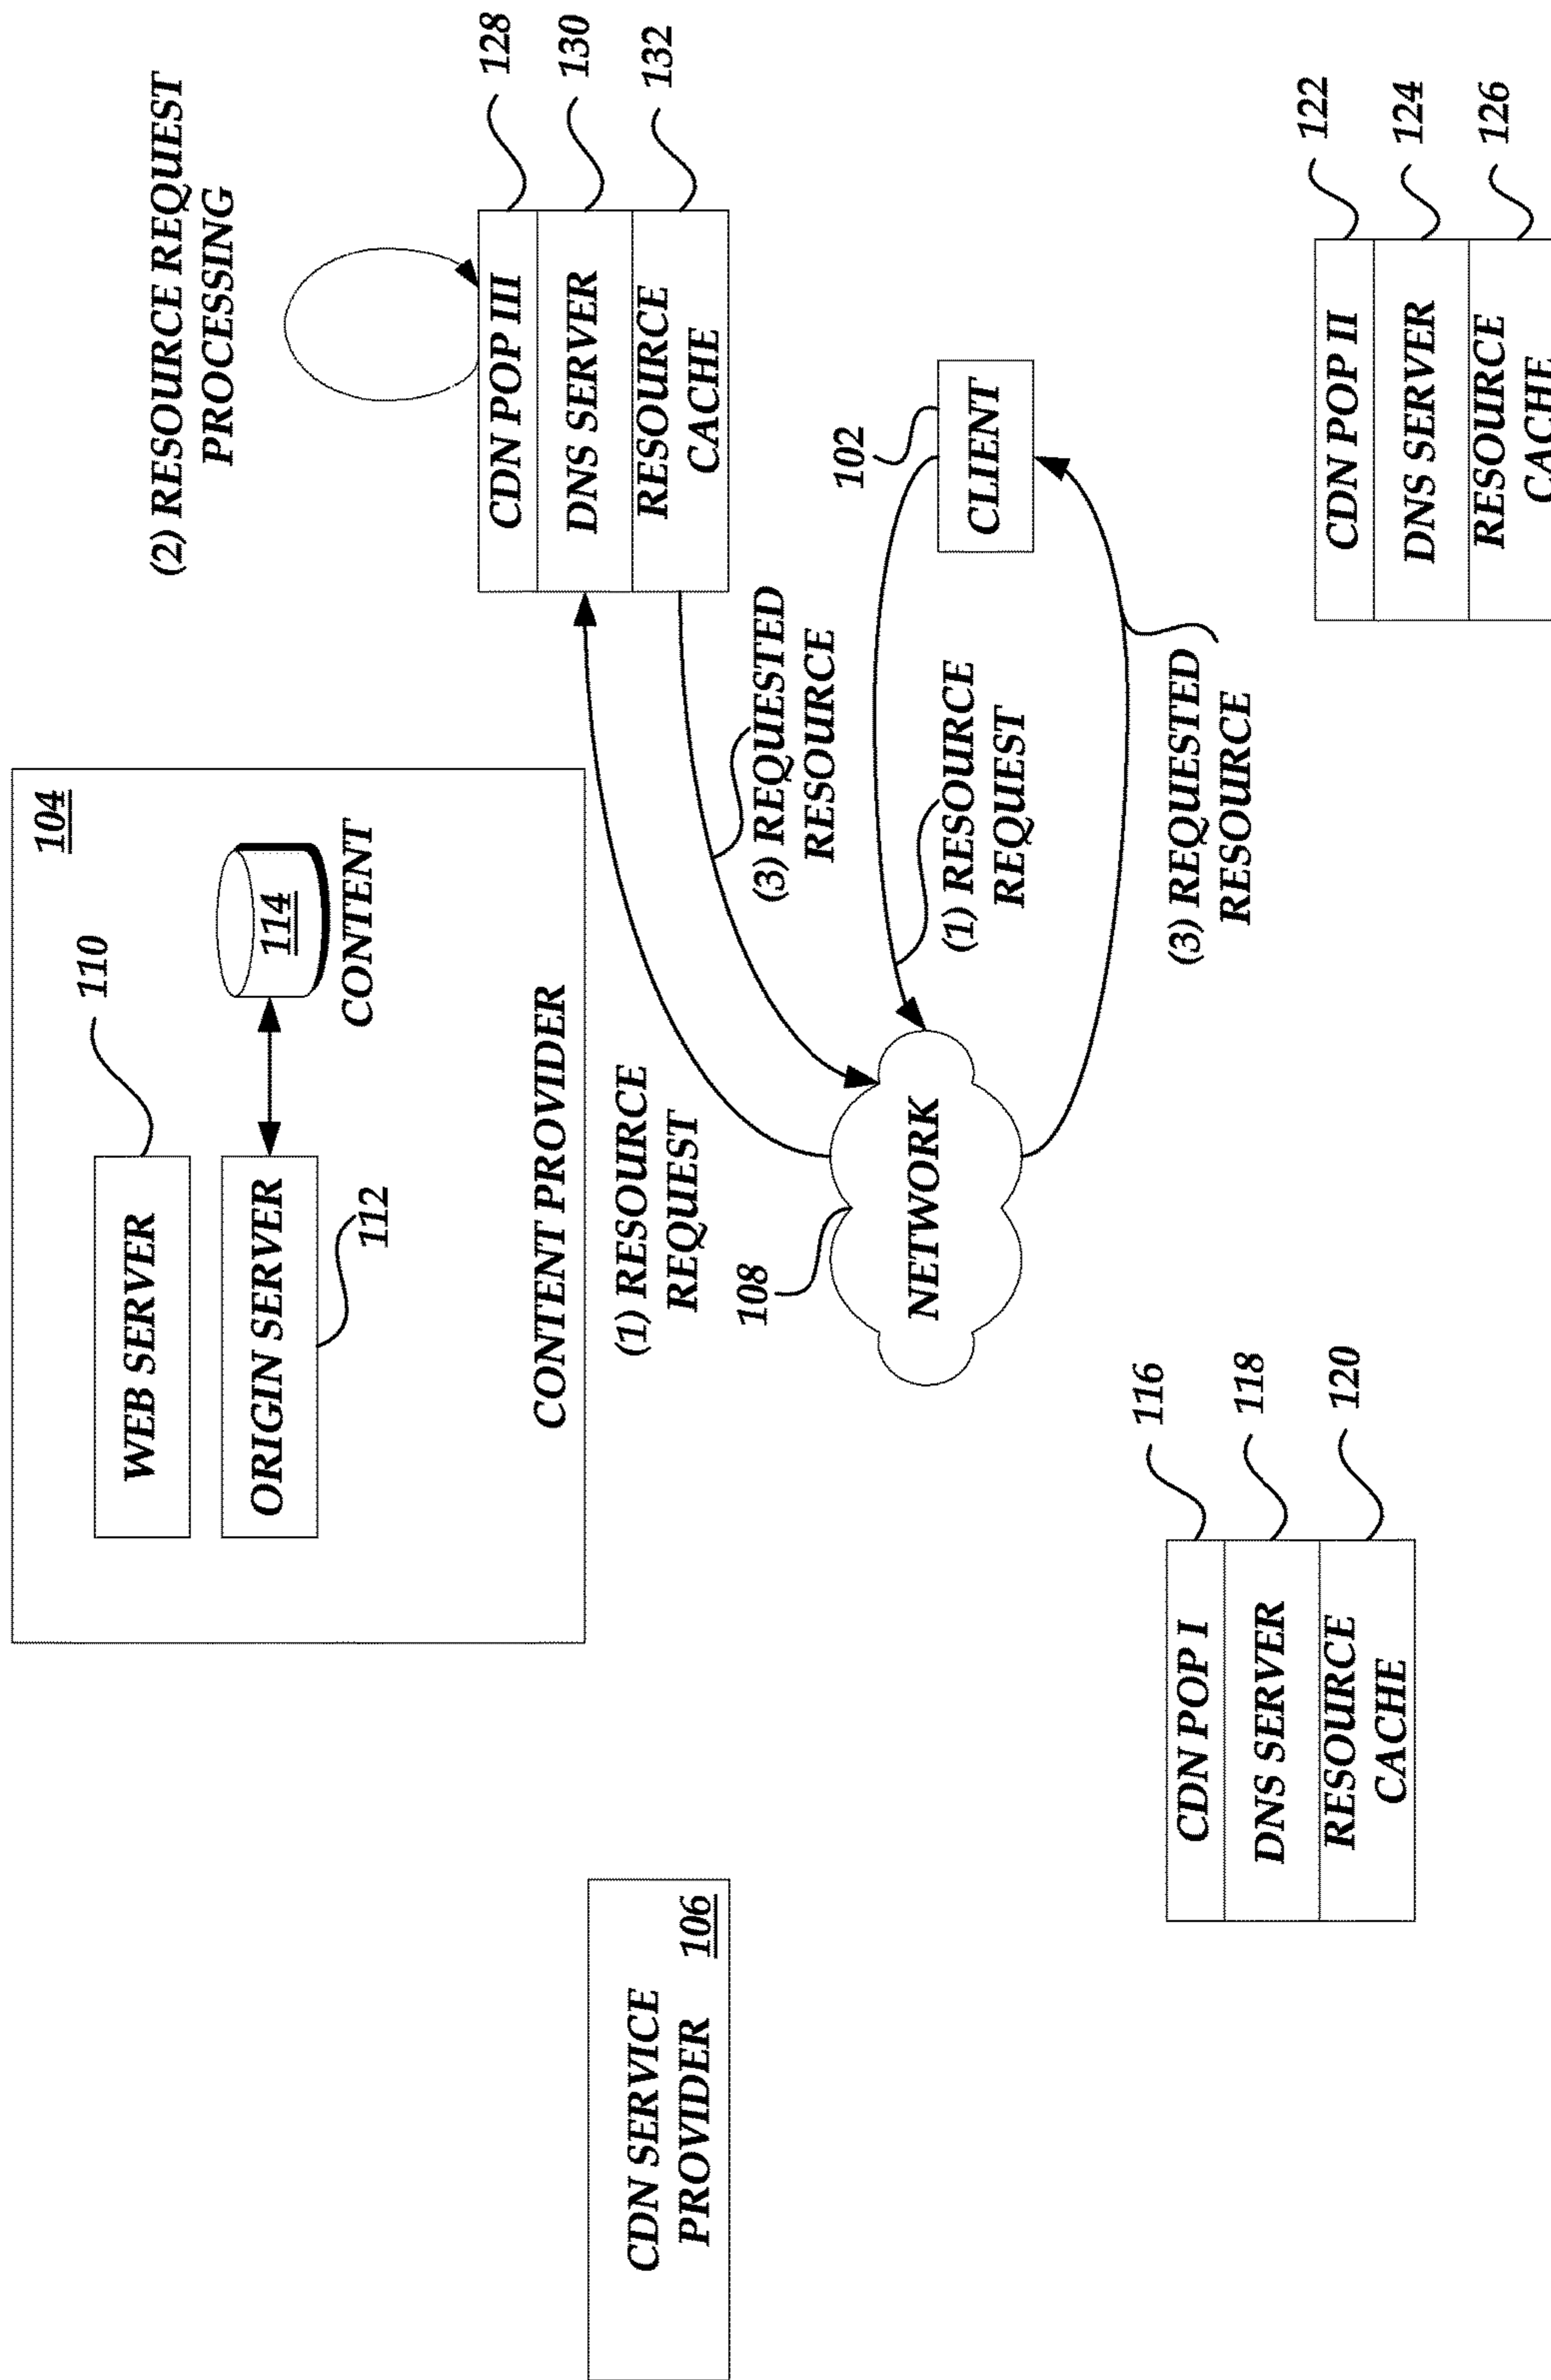 104
WEB SERVER
110
ORIGIN SERVER
112
114
CONTENT
CONTENT PROVIDER
(2) RESOURCE REQUEST
PROCESSING
CDN POP III
DNS SERVER
RESOURCE
CACHE
128
130
132
CDN SERVICE
PROVIDER
106
(1) RESOURCE
REQUEST
(3) REQUESTED
RESOURCE
108
NETWORK
102
CLIENT
(1) RESOURCE
REQUEST
(3) REQUESTED
RESOURCE
CDN POP I
DNS SERVER
RESOURCE
CACHE
116
118
120
CDN POP II
DNS SERVER
RESOURCE
CACHE
122
124
126